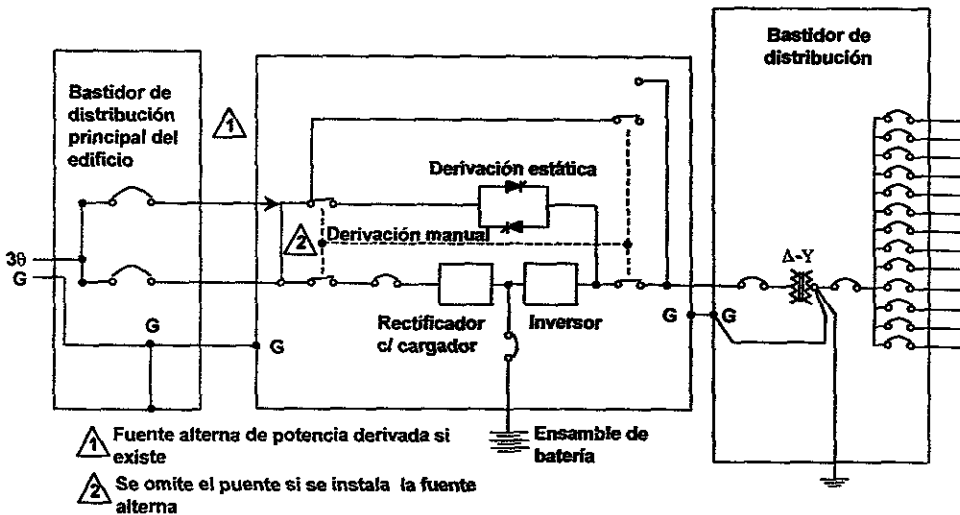 Bastidor de
distribución
principal del
edificio
1
Bastidor de
distribución
Derivación estática
2
Derivación manual
3θ
G
Δ-Y
Rectificador
c/ cargador
Inversor
G
G
G
G
1 Fuente alterna de potencia derivada si
existe
Ensamble de
batería
2 Se omite el puente si se instala la fuente
alterna